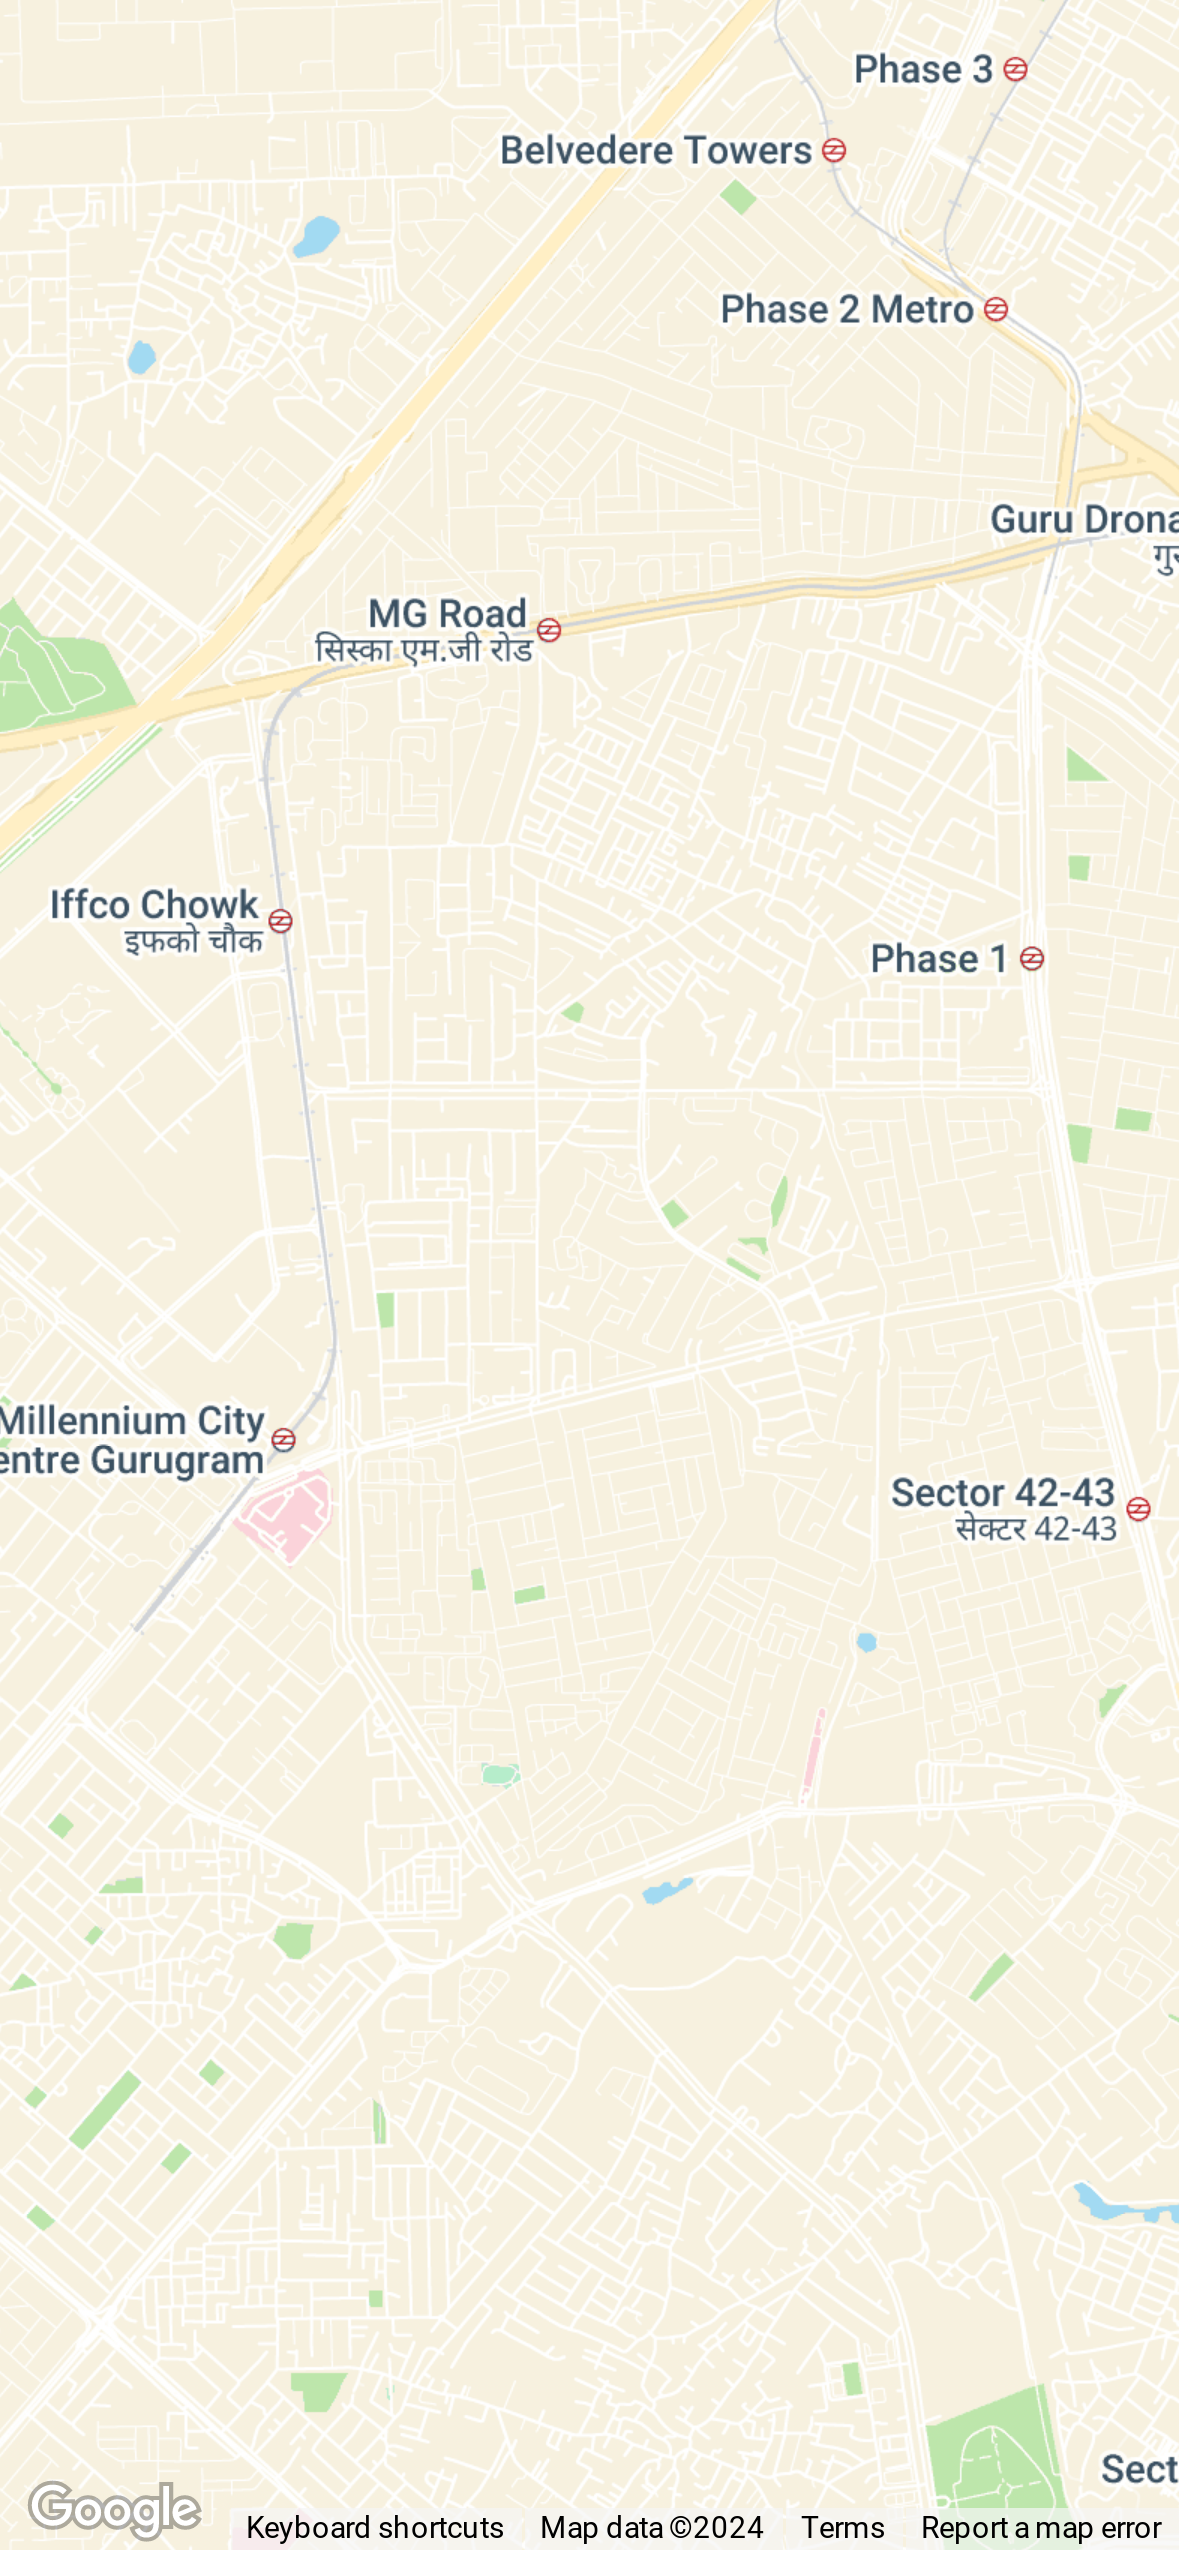 Phase 3
Belvedere Towers
Phase 2 Metro
Guru Drona
MG Road
सिस्का एम.जी रोड
Iffco Chowk
इफको चौक
Phase 1
Millennium City
entre Gurugram
Sector 42-43
सेक्टर 42-43
Sect
Google
Keyboard shortcuts Map data ©2024 Terms Report a map error